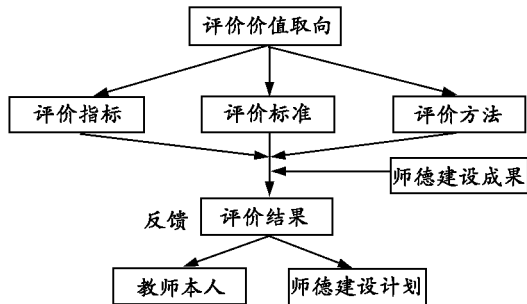 评价价值取向
评价指标
评价标准
评价方法
师德建设成果
反馈
评价结果
教师本人
师德建设计划